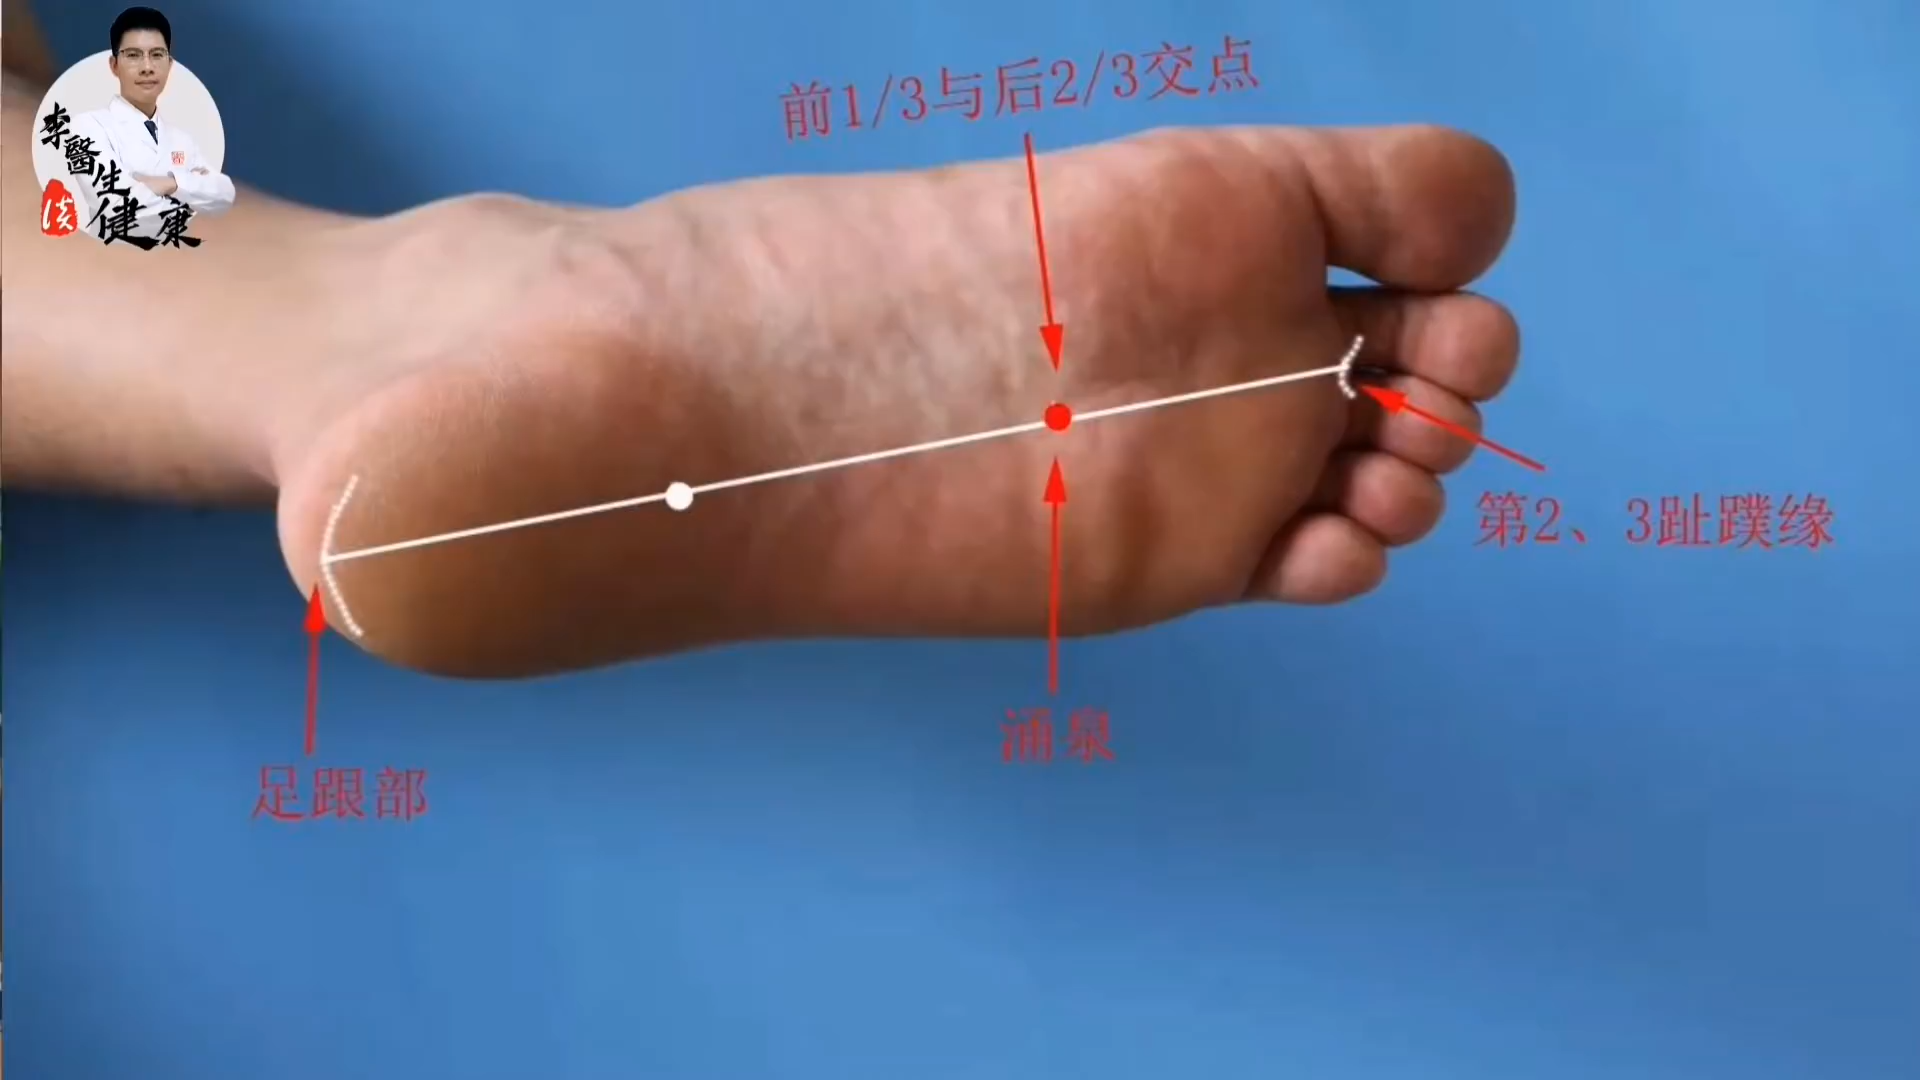 李醫生
谈健康
前1/3与后2/3交点
第2、3趾蹼缘
涌泉
足跟部